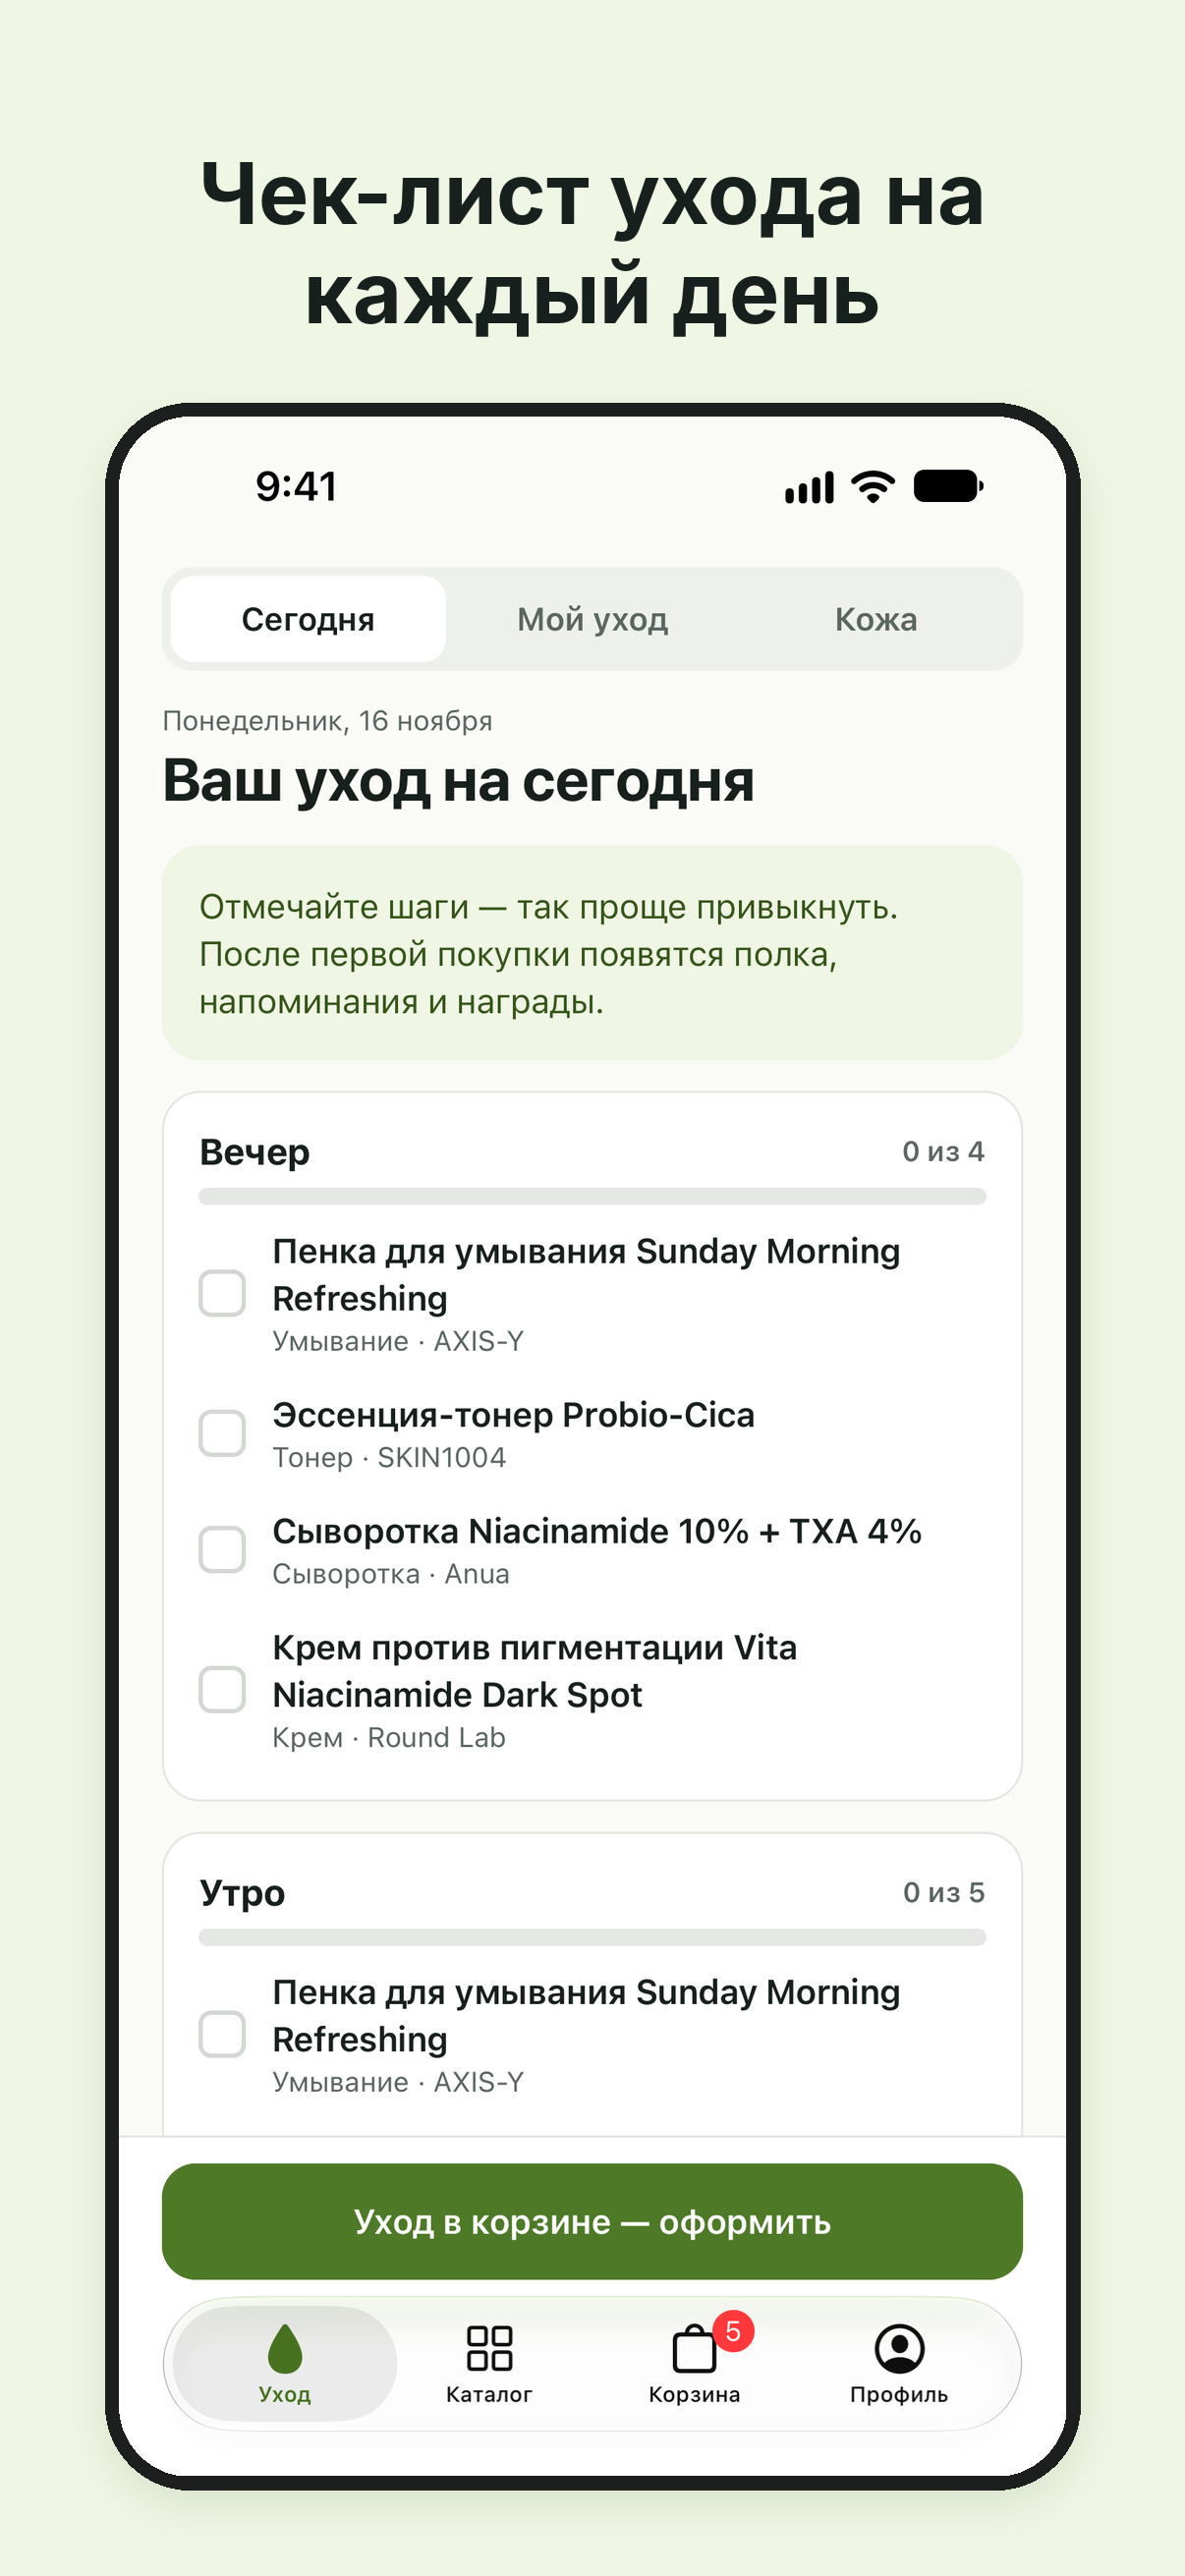 Чек-лист ухода на
каждый день
9:41
Сегодня
Мой уход
Кожа
Понедельник, 16 ноября
Ваш уход на сегодня
Отмечайте шаги — так проще привыкнуть.
После первой покупки появятся полка,
напоминания и награды.
Вечер
0 из 4
Пенка для умывания Sunday Morning
Refreshing
Умывание · AXIS-Y
Эссенция-тонер Probio-Cica
Тонер · SKIN1004
Сыворотка Niacinamide 10% + TXA 4%
Сыворотка · Anua
Крем против пигментации Vita
Niacinamide Dark Spot
Крем · Round Lab
Утро
0 из 5
Пенка для умывания Sunday Morning
Refreshing
Умывание · AXIS-Y
Уход в корзине — оформить
5
Уход
Каталог
Корзина
Профиль